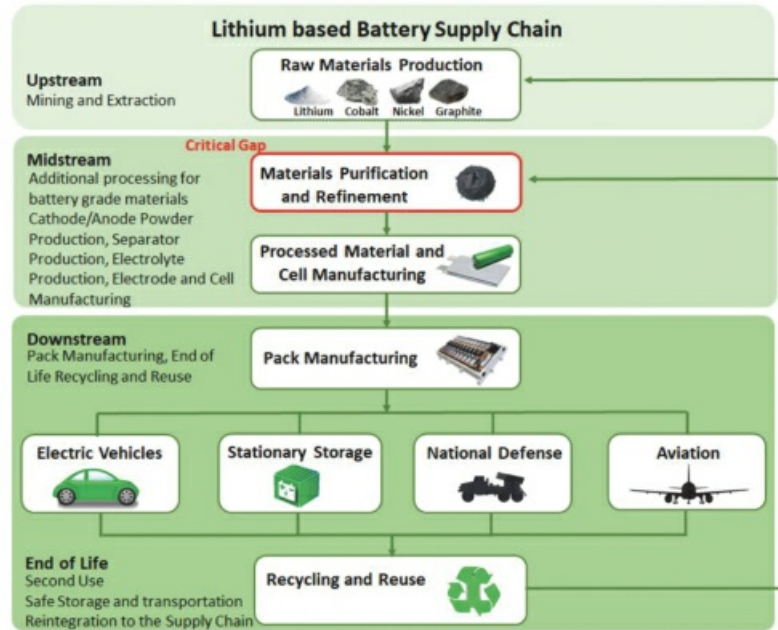 Lithium based Battery Supply Chain
Raw Materials Production
Lithium Cobalt Nickel Graphite
Upstream
Mining and Extraction
Critical Gap
Midstream
Additional processing for
battery grade materials
Cathode/Anode Powder
Production, Separator
Production, Electrolyte
Production, Electrode and Cell
Manufacturing
Materials Purification
and Refinement
Processed Material and
Cell Manufacturing
Downstream
Pack Manufacturing, End of
Life Recycling and Reuse
Pack Manufacturing
Electric Vehicles
Stationary Storage
National Defense
Aviation
End of Life
Second Use
Safe Storage and transportation
Reintegration to the Supply Chain
Recycling and Reuse